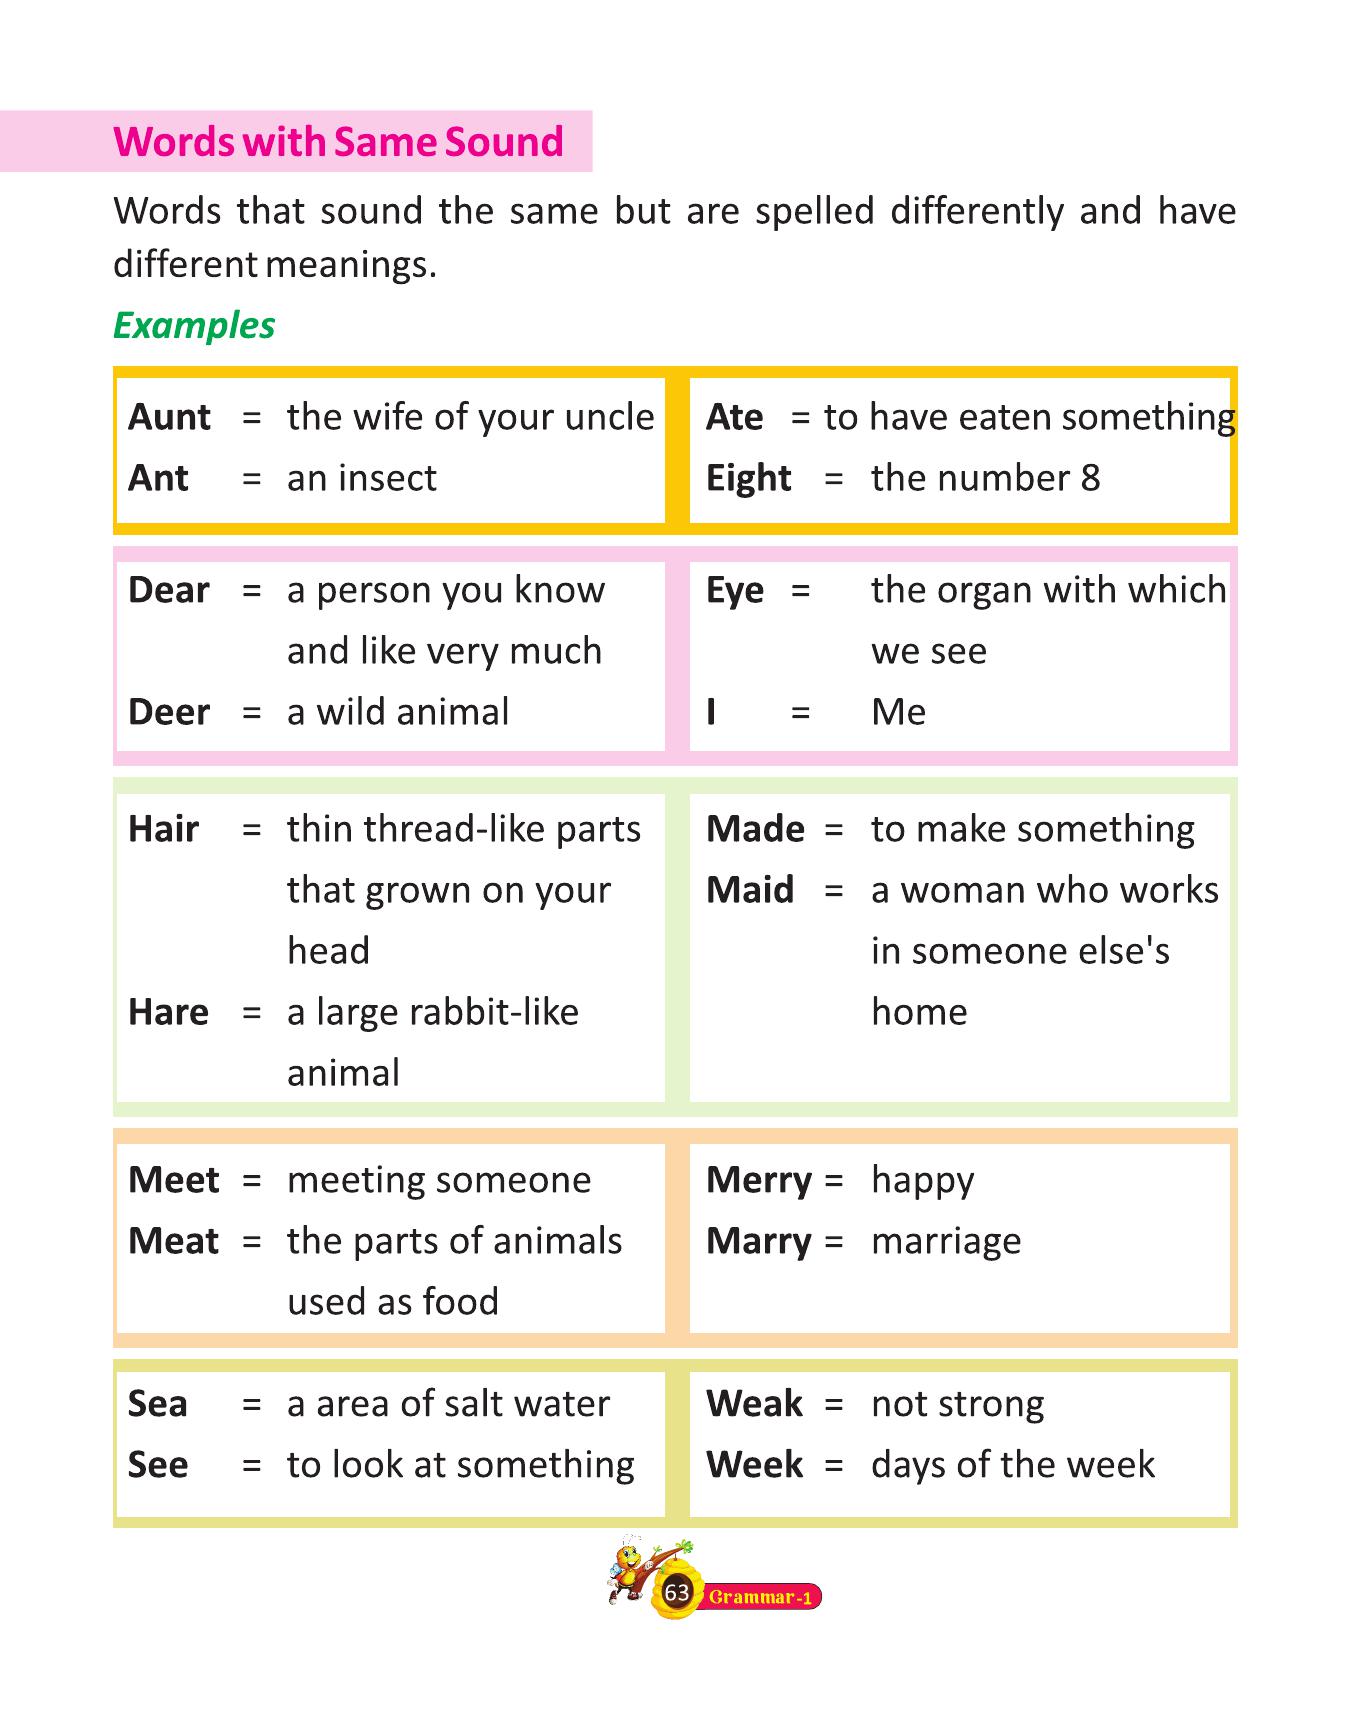 Words with Same Sound
Words that sound the same but are spelled differently and have
different meanings.
Examples
Aunt = the wife of your uncle
Ant = an insect
Ate = to have eaten something
Eight = the number 8
Dear = a person you know
and like very much
Deer = a wild animal
Eye = the organ with which
we see
I = Me
Hair = thin thread-like parts
that grown on your
head
Hare = a large rabbit-like
animal
Made = to make something
Maid = a woman who works
in someone else's
home
Meet = meeting someone
Meat = the parts of animals
used as food
Merry = happy
Marry = marriage
Sea = a area of salt water
See = to look at something
Weak = not strong
Week = days of the week
63 Grammar-1